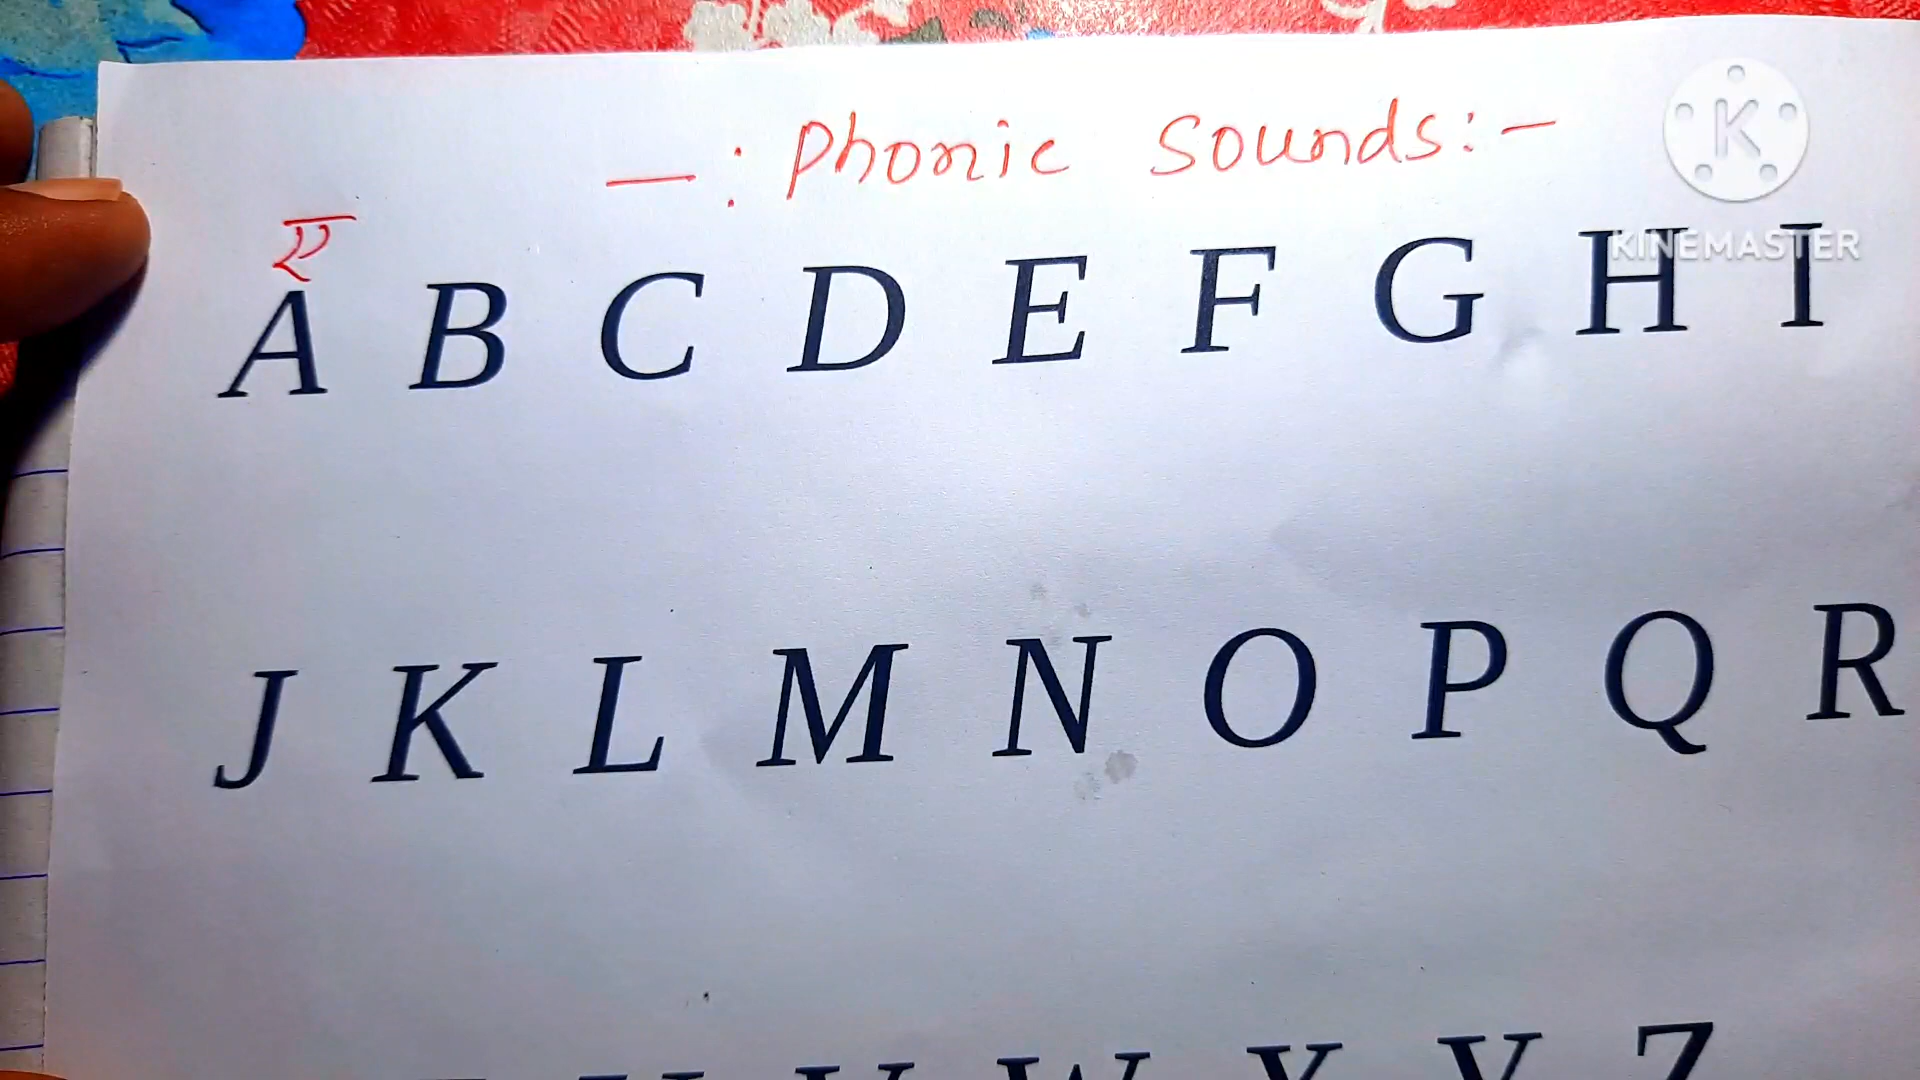 —: Phonic Sounds:-
K
KINEMASTER
ए
A B C D E F G H I
J K L M N O P Q R
V W X Y Z